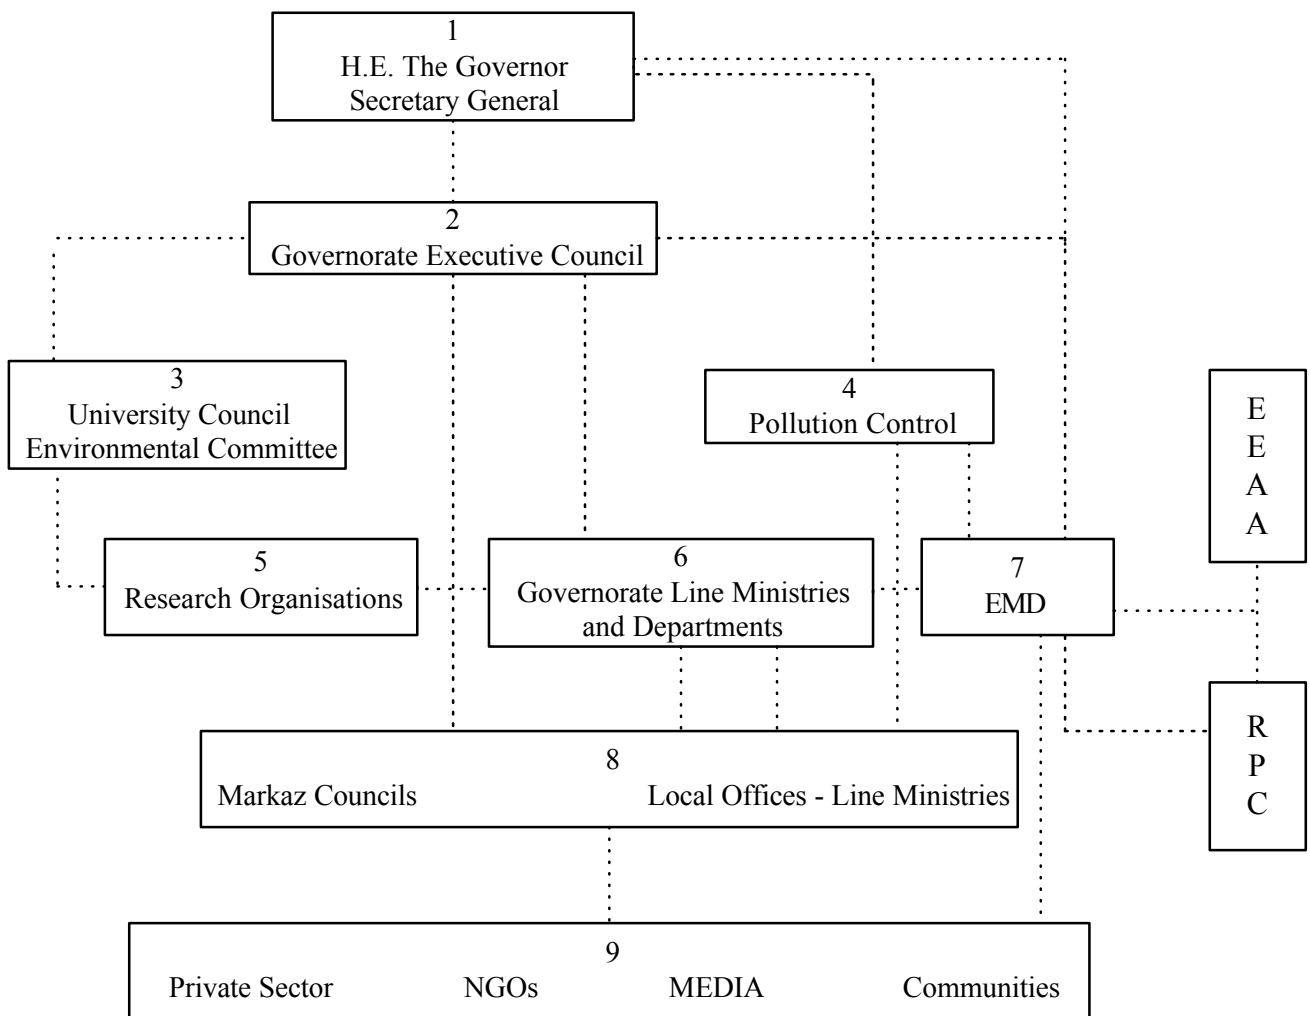 1
H.E. The Governor
Secretary General
2
Governorate Executive Council
3
University Council
Environmental Committee
4
Pollution Control
E
E
A
A
5
Research Organisations
6
Governorate Line Ministries
and Departments
7
EMD
R
P
C
8
Markaz Councils Local Offices - Line Ministries
9
Private Sector NGOs MEDIA Communities